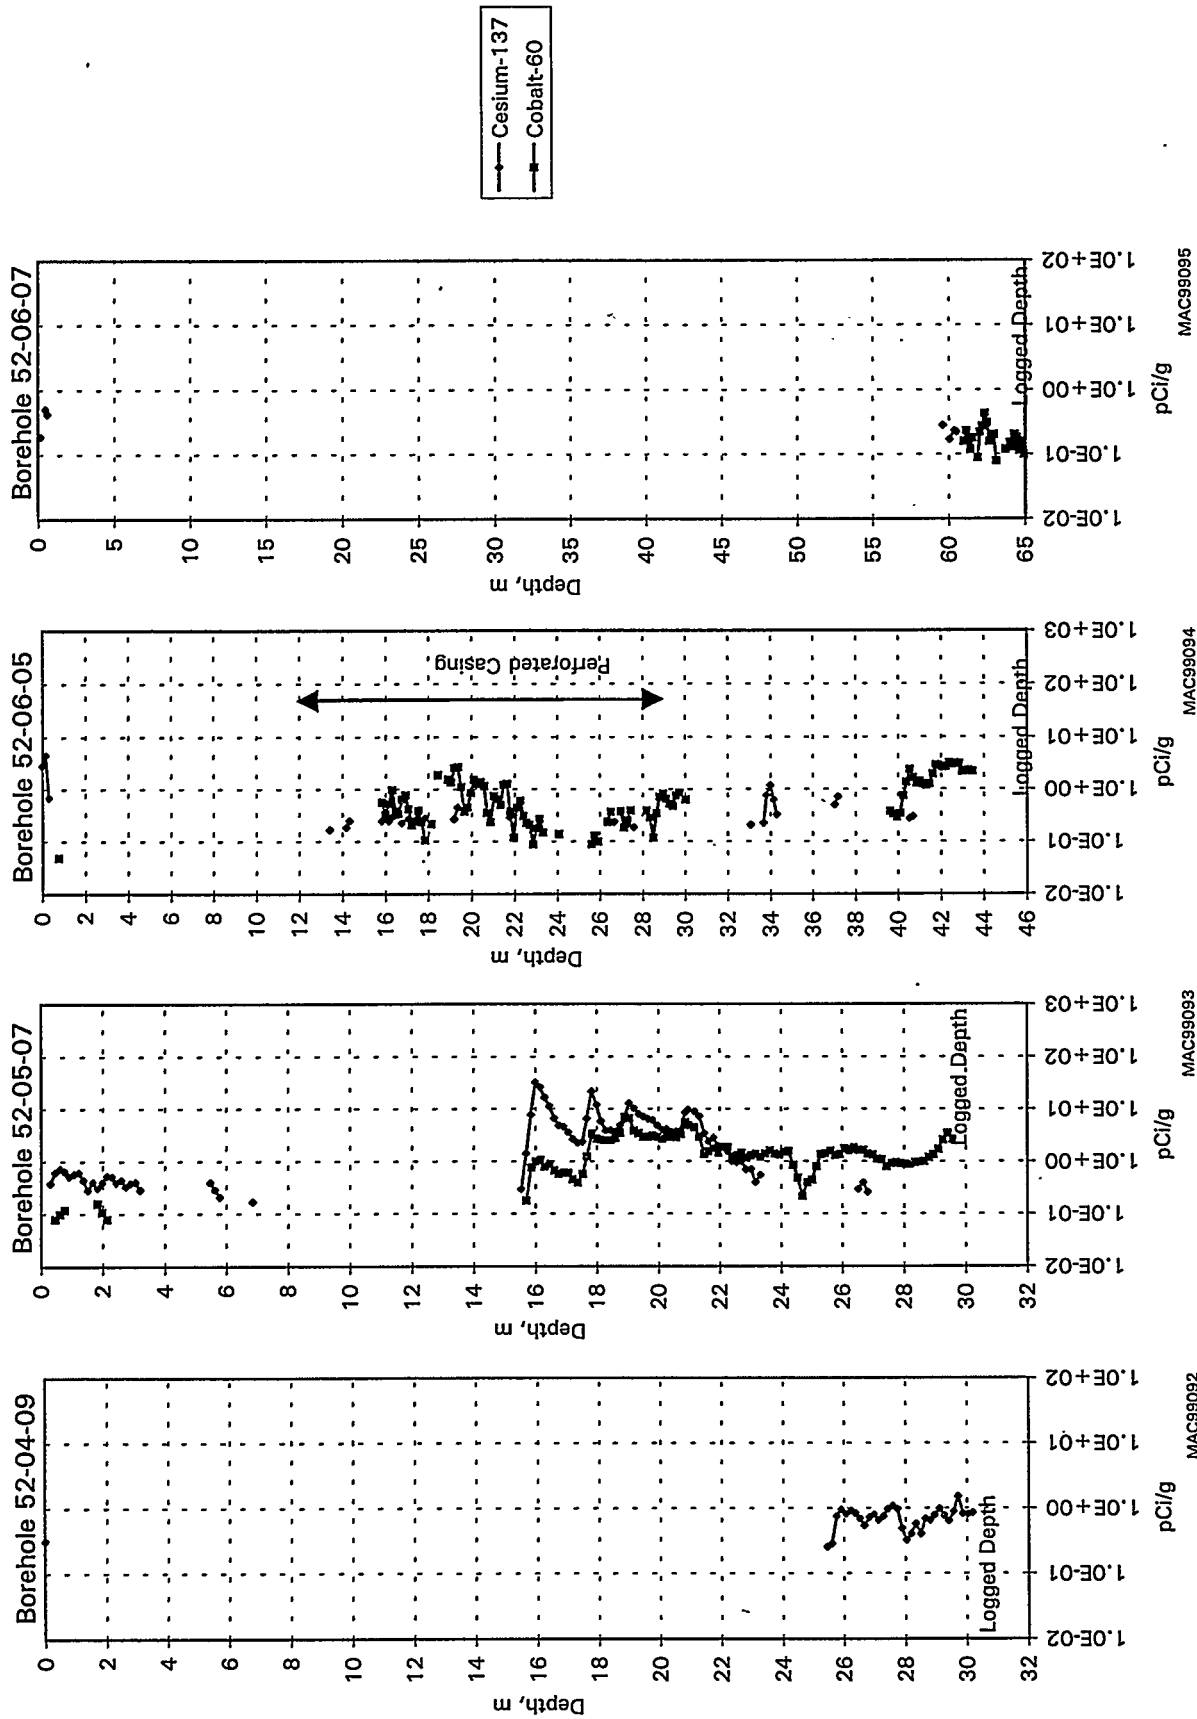 Borehole 52-04-09
0
2
4
6
8
10
12
14
16
18
20
22
24
26
28
30
32
Depth, m
1.0E-02
1.0E-01
1.0E+00
1.0E+01
1.0E+02
pCi/g
Logged Depth
MAC99092
Borehole 52-05-07
0
2
4
6
8
10
12
14
16
18
20
22
24
26
28
30
32
Depth, m
1.0E-02
1.0E-01
1.0E+00
1.0E+01
1.0E+02
1.0E+03
pCi/g
Logged Depth
MAC99093
Borehole 52-06-05
0
2
4
6
8
10
12
14
16
18
20
22
24
26
28
30
32
34
36
38
40
42
44
46
Depth, m
Perforated Casing
1.0E-02
1.0E-01
1.0E+00
1.0E+01
1.0E+02
1.0E+03
pCi/g
Logged Depth
MAC99094
Borehole 52-06-07
0
5
10
15
20
25
30
35
40
45
50
55
60
65
Depth, m
1.0E-02
1.0E-01
1.0E+00
1.0E+01
1.0E+02
pCi/g
Logged Depth
MAC99095
Cesium-137
Cobalt-60